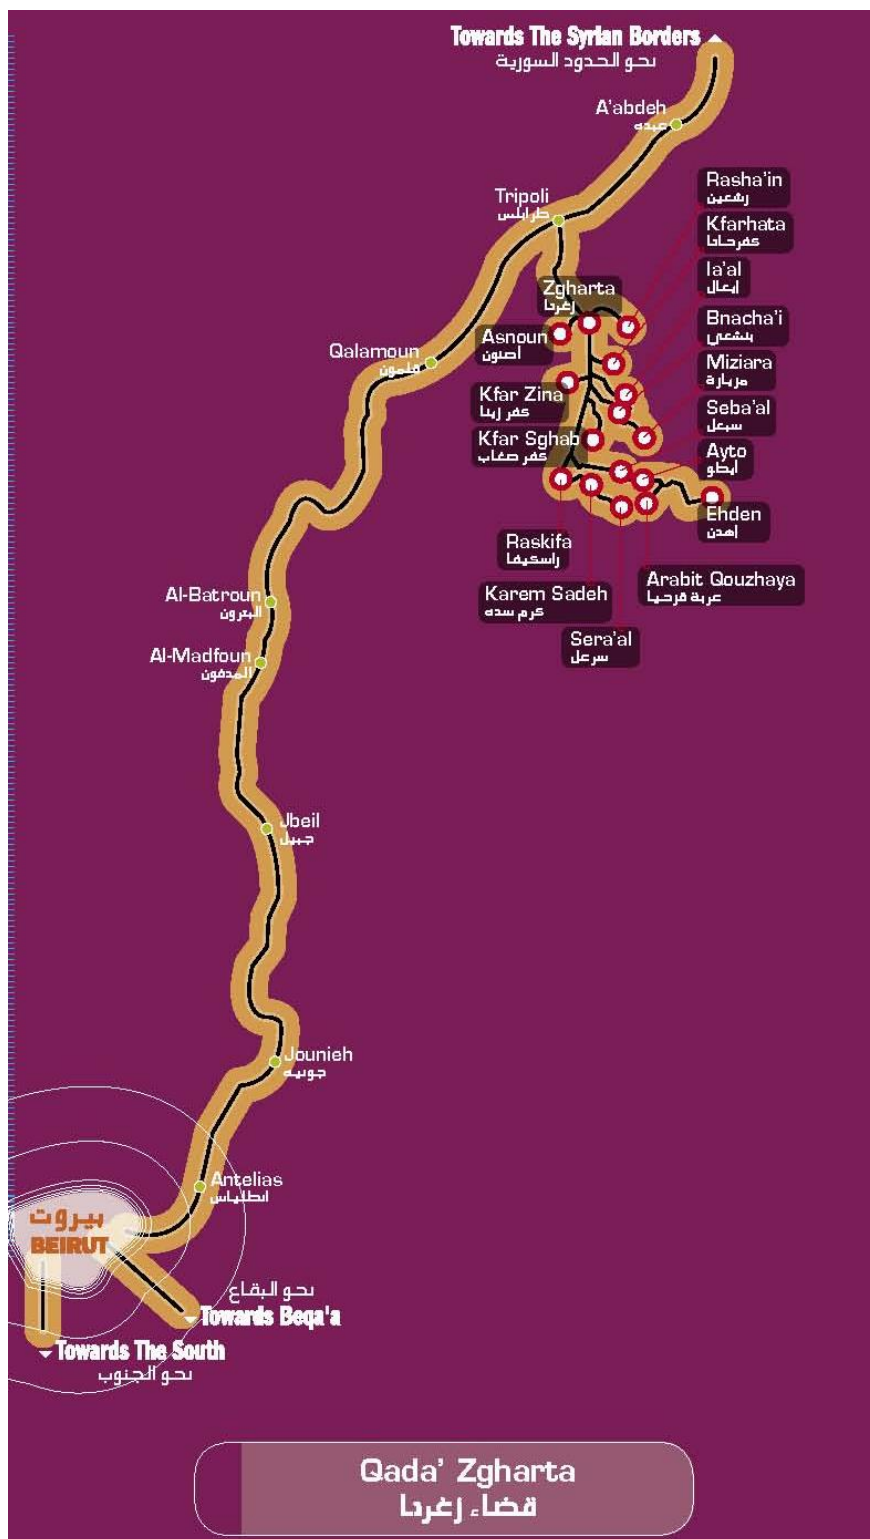 Towards The Syrian Borders
نحو الحدود السورية
A'abdeh
عبده
Tripoli
طرابلس
Rasha'in
رشعين
Kfarhata
كفرحاتا
Ia'al
إيعال
Bnacha'i
بنشعي
Miziara
مزيارة
Seba'al
سبعل
Ayto
ايطو
Ehden
إهدن
Zgharta
زغرتا
Asnoun
أصنون
Kfar Zina
كفر زينا
Kfar Sghab
كفر صغاب
Qalamoun
قلمون
Raskifa
راسكيفا
Karem Sadeh
كرم سده
Arabit Qouzhaya
عربة قزحيا
Sera'al
سرعل
Al-Batroun
البترون
Al-Madfoun
المدفون
Jbeil
جبيل
Jounieh
جونيه
Antelias
انطلياس
بيروت
BEIRUT
نحو البقاع
Towards Beqa'a
Towards The South
نحو الجنوب
Qada' Zgharta
قضاء زغرتا